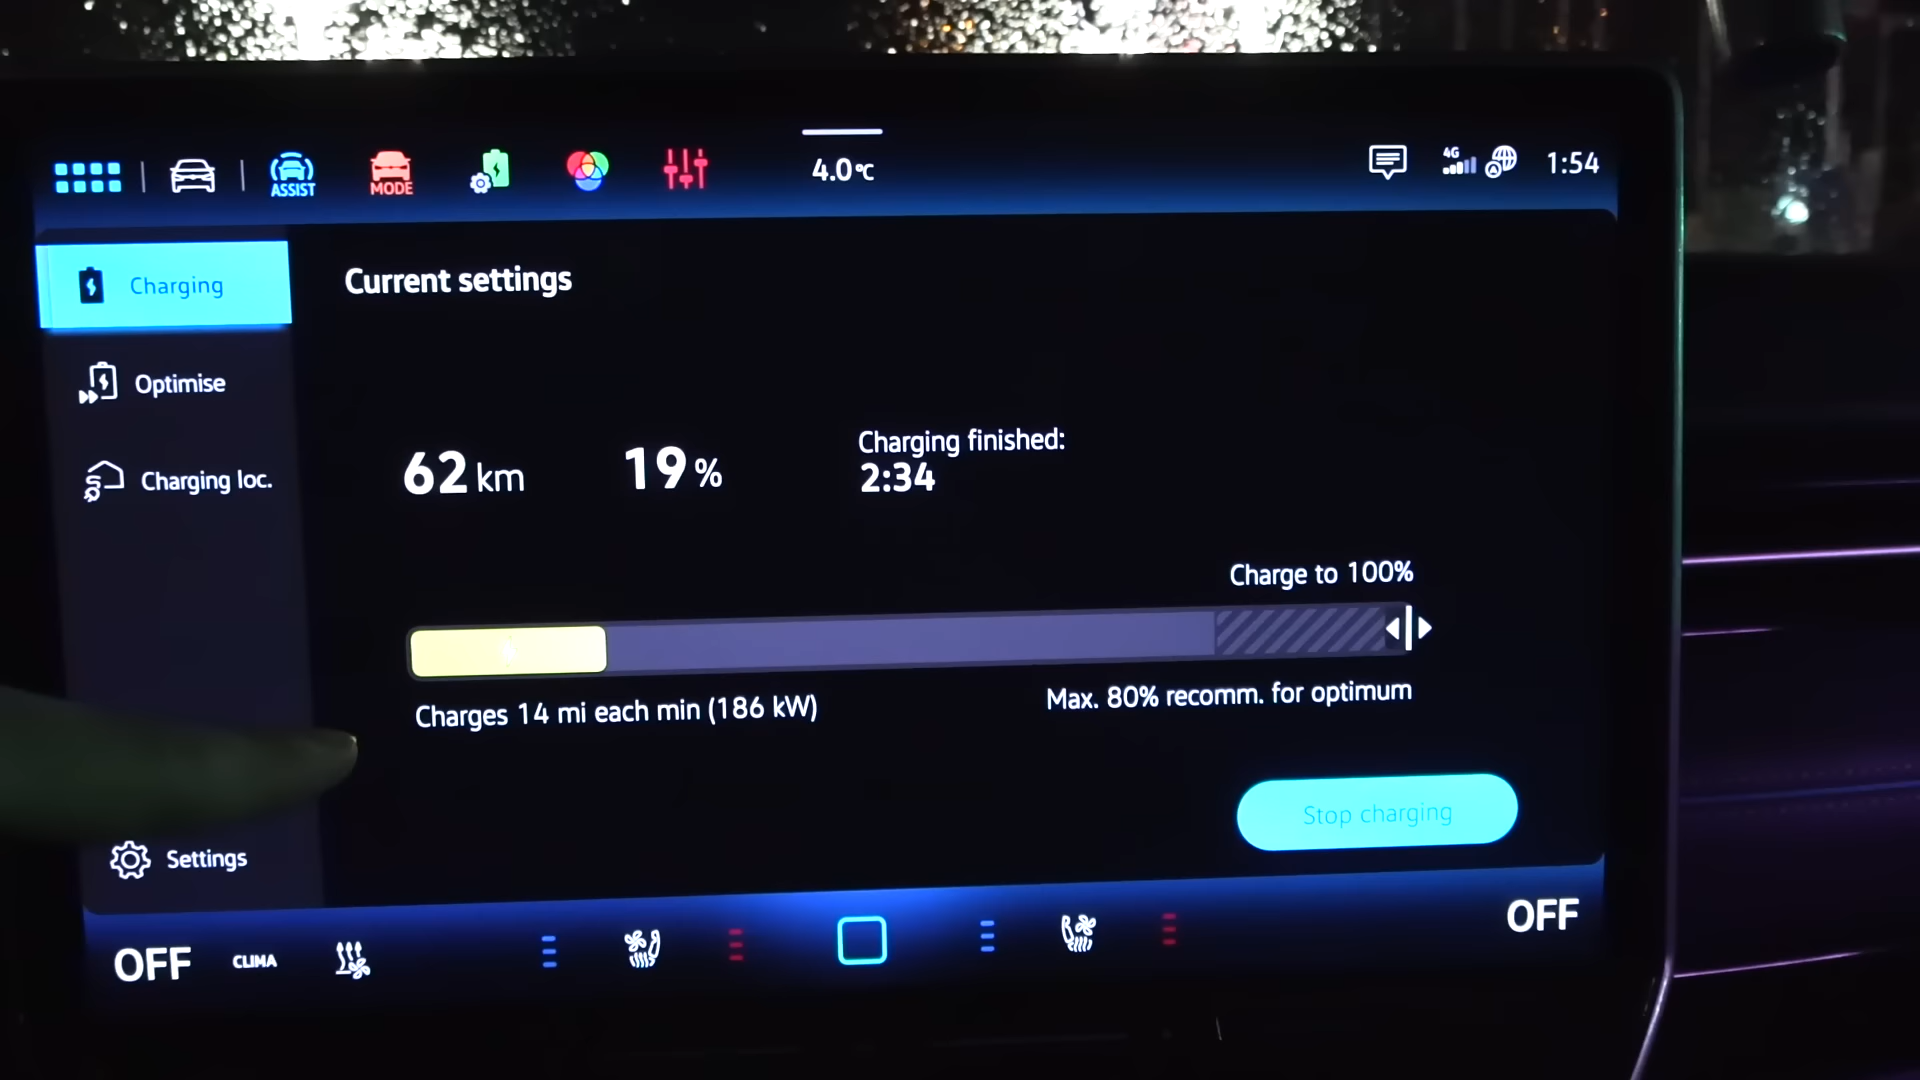 ASSIST
MODE
4.0°C
4G
1:54
Charging
Current settings
Optimise
Charging loc.
62 km
19 %
Charging finished:
2:34
Charge to 100%
Charges 14 mi each min (186 kW)
Max. 80% recomm. for optimum
Stop charging
Settings
OFF
CLIMA
OFF